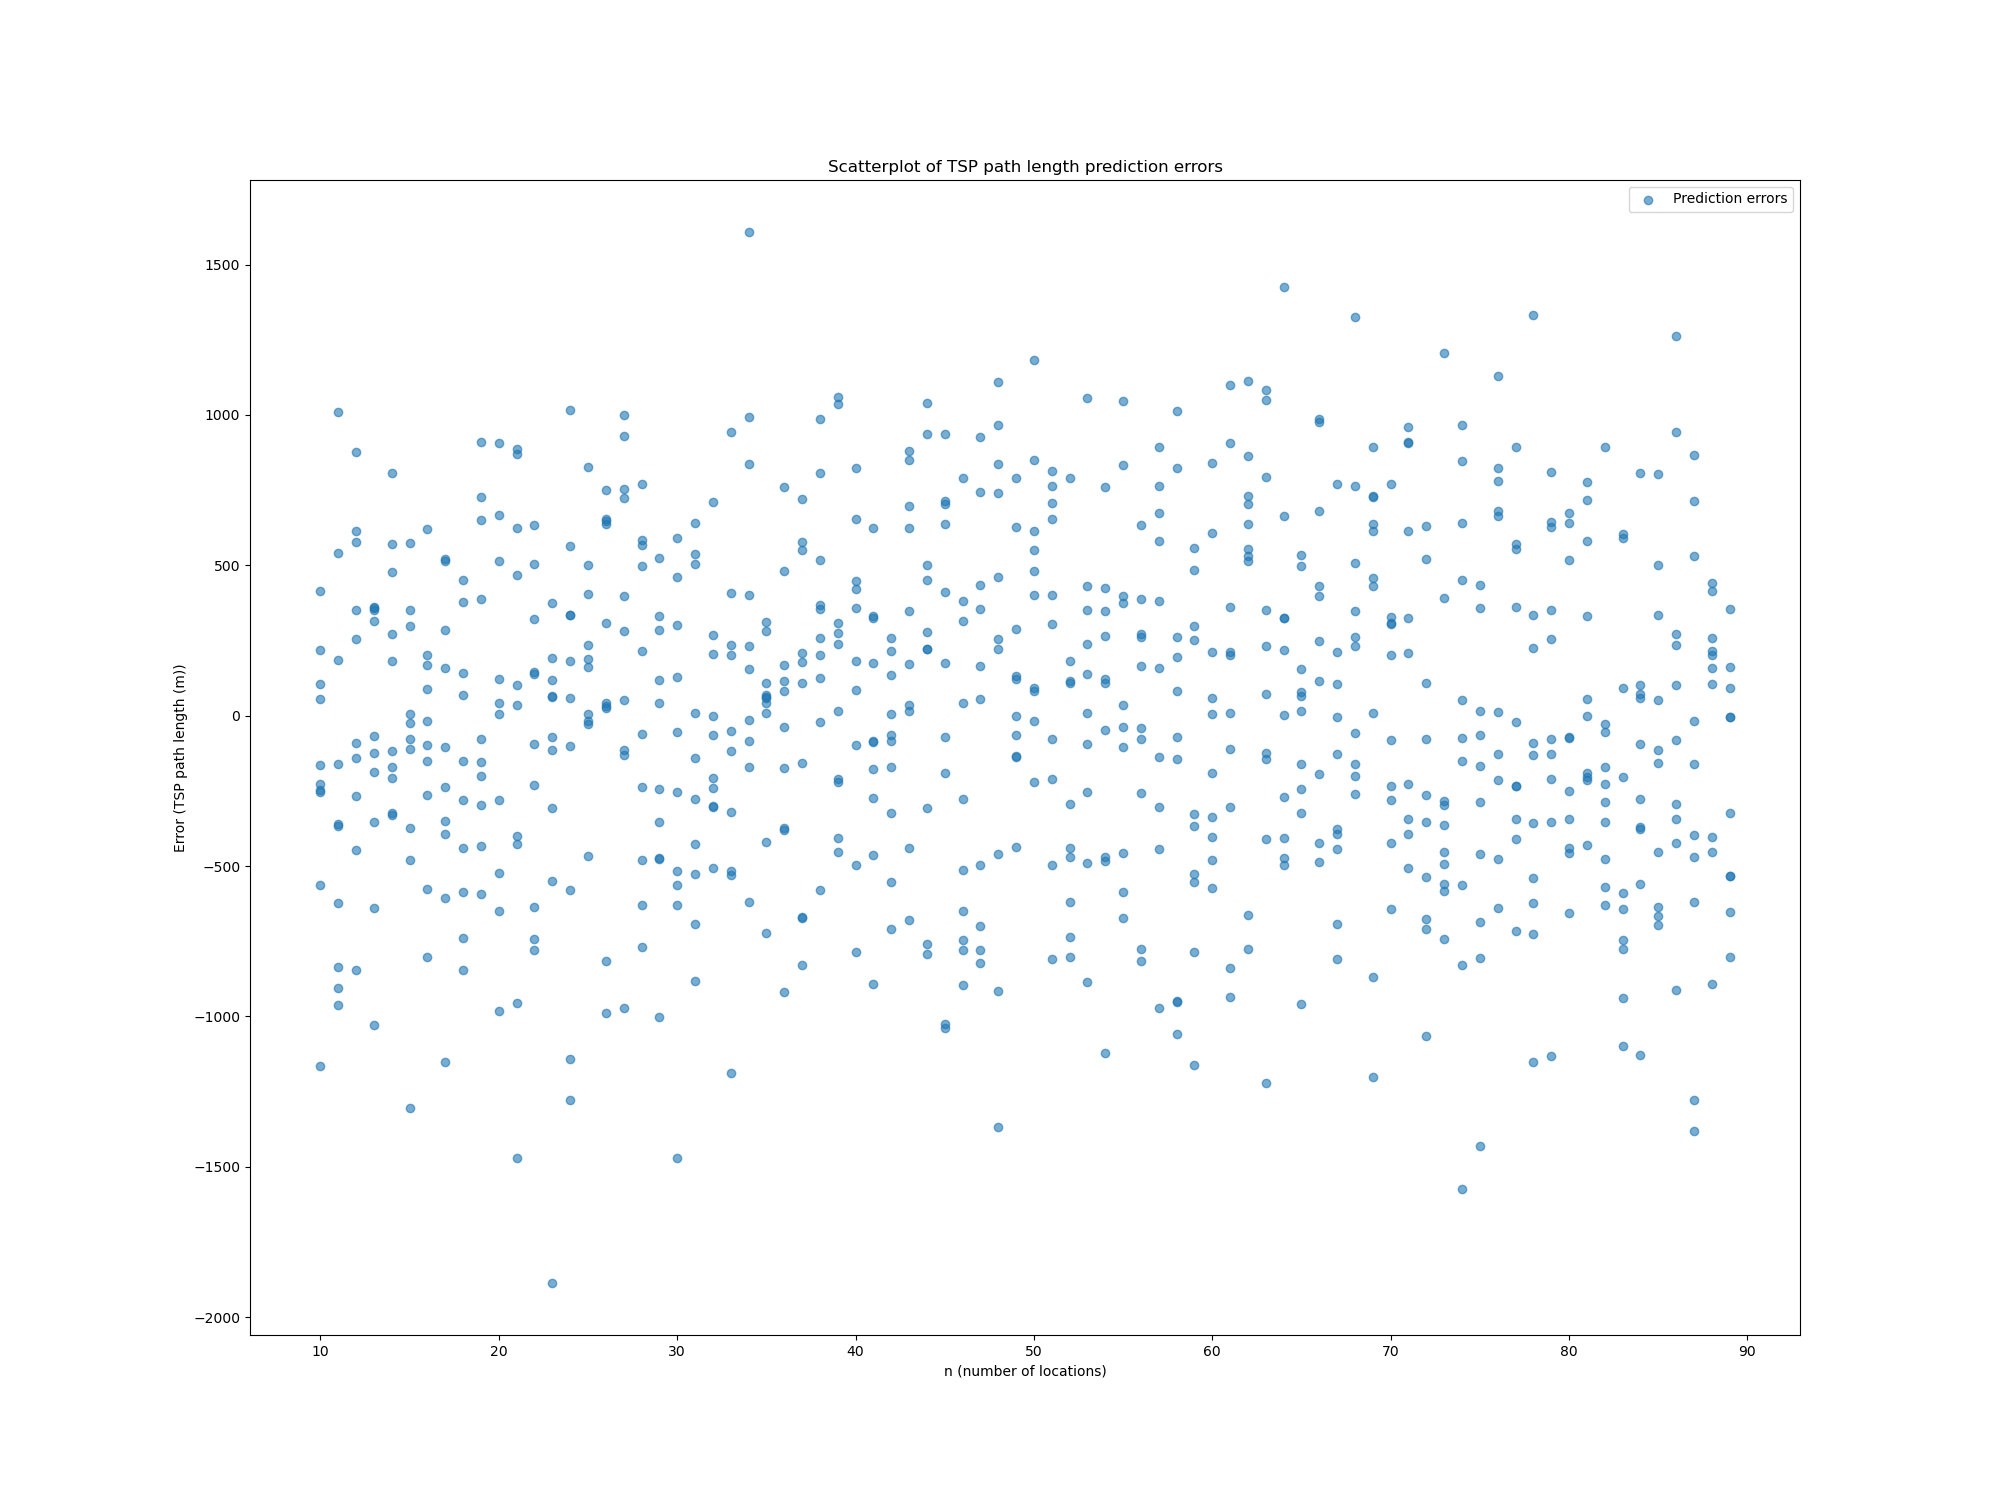 Scatterplot of TSP path length prediction errors
Prediction errors
1500
1000
500
0
−500
−1000
−1500
−2000
Error (TSP path length (m))
10 20 30 40 50 60 70 80 90
n (number of locations)